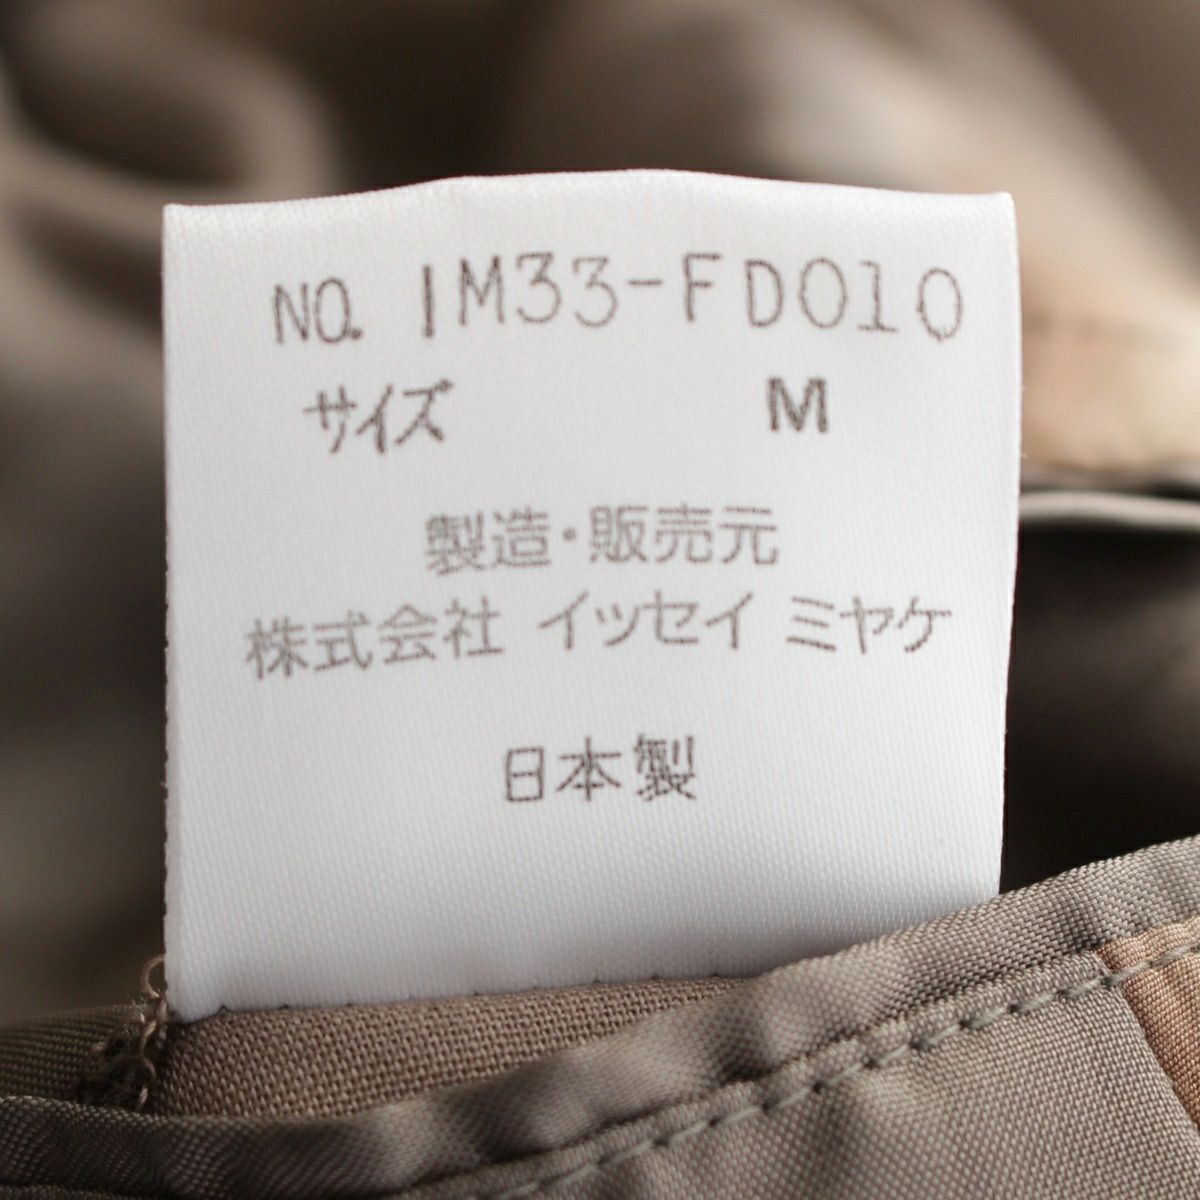 NO. IM33-FD010
サイズ M
製造・販売元
株式会社 イッセイ ミヤケ
日本製